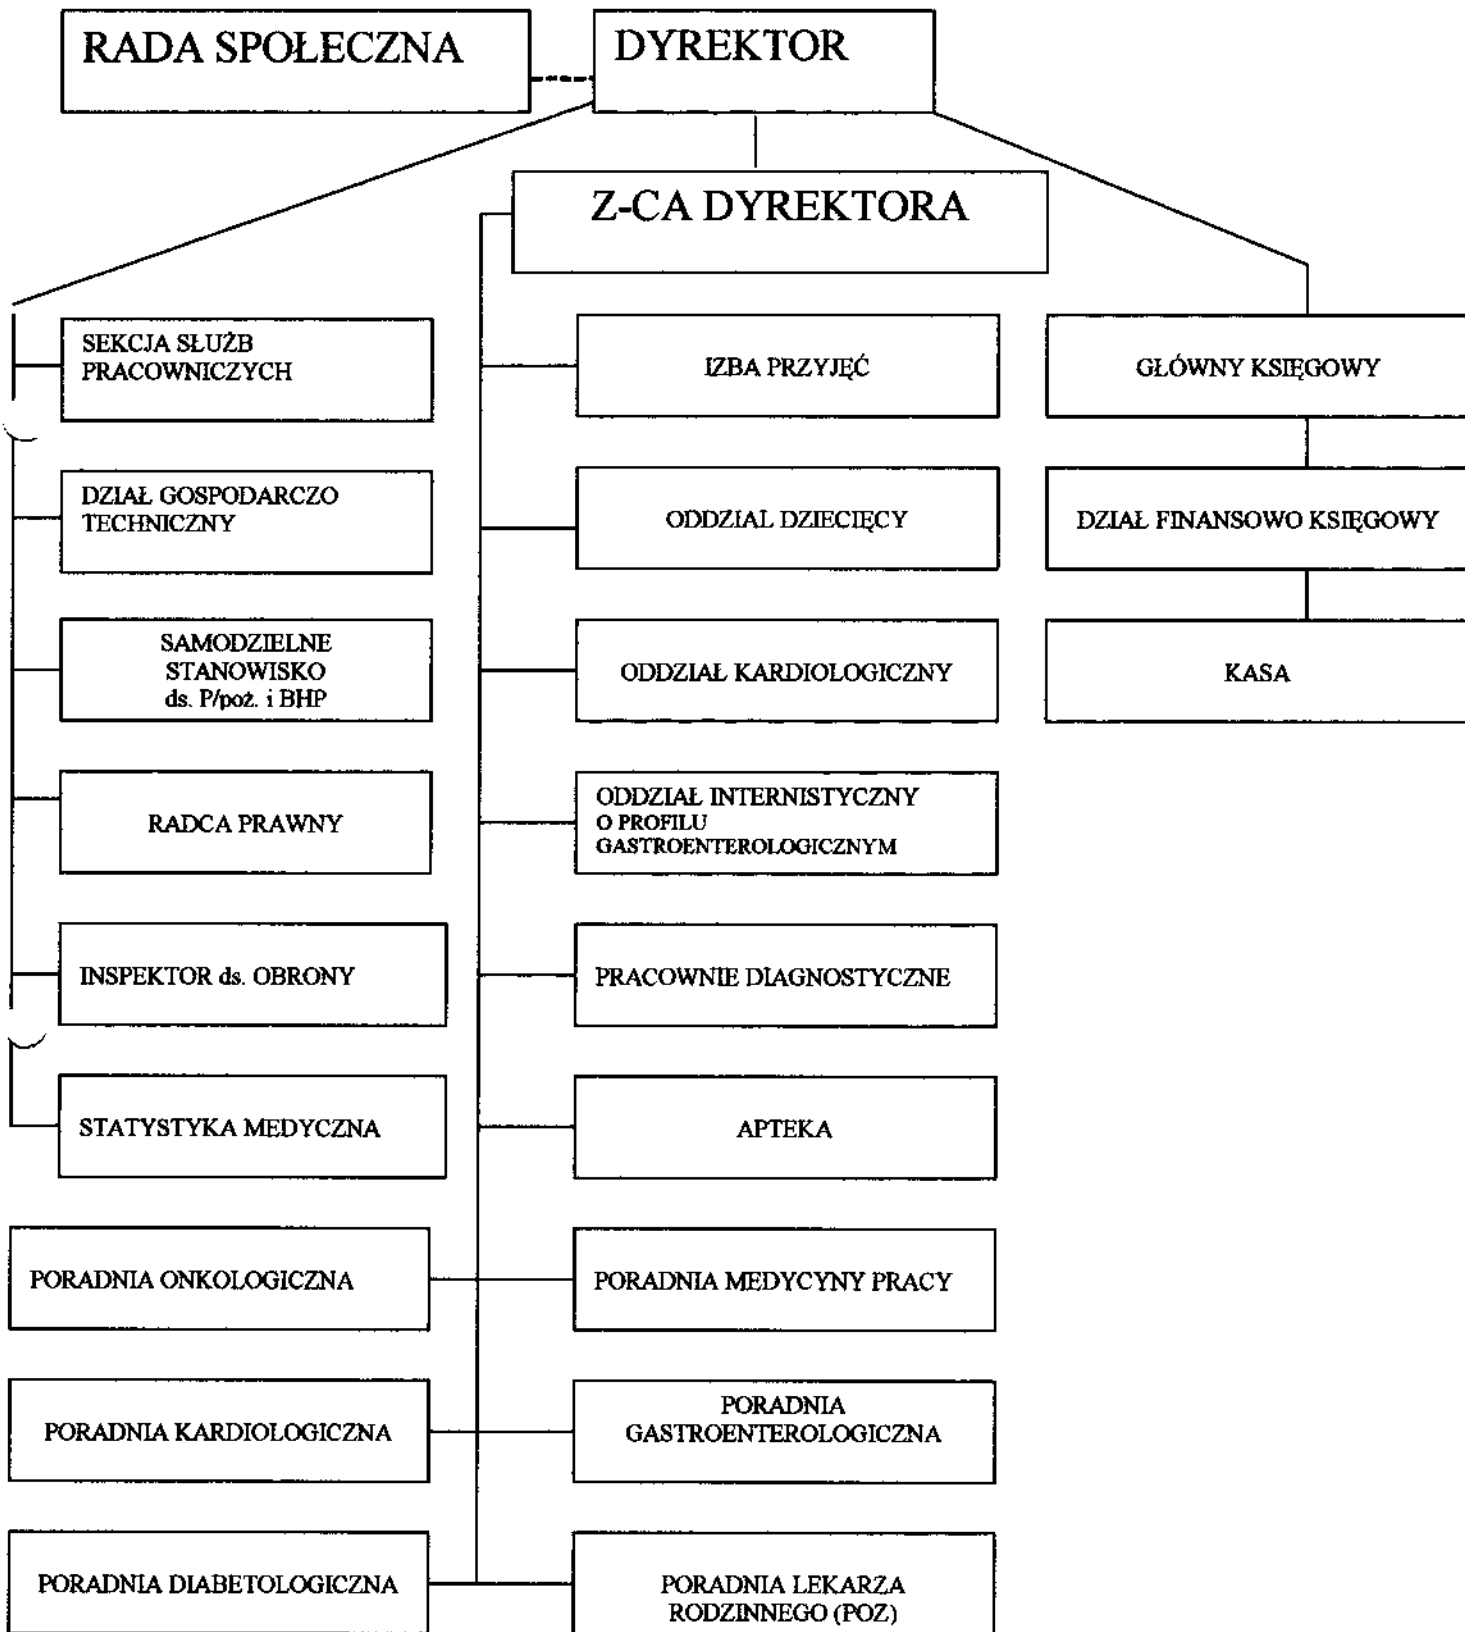 RADA SPOŁECZNA
DYREKTOR
Z-CA DYREKTORA
SEKCJA SŁUŻB
PRACOWNICZYCH
IZBA PRZYJĘĆ
GŁÓWNY KSIĘGOWY
DZIAŁ GOSPODARCZO
TECHNICZNY
ODDZIAL DZIECIĘCY
DZIAŁ FINANSOWO KSIĘGOWY
SAMODZIELNE
STANOWISKO
ds. P/poż. i BHP
ODDZIAŁ KARDIOLOGICZNY
KASA
RADCA PRAWNY
ODDZIAŁ INTERNISTYCZNY
O PROFILU
GASTROENTEROLOGICZNYM
INSPEKTOR ds. OBRONY
PRACOWNIE DIAGNOSTYCZNE
STATYSTYKA MEDYCZNA
APTEKA
PORADNIA ONKOLOGICZNA
PORADNIA MEDYCYNY PRACY
PORADNIA KARDIOLOGICZNA
PORADNIA
GASTROENTEROLOGICZNA
PORADNIA DIABETOLOGICZNA
PORADNIA LEKARZA
RODZINNEGO (POZ)